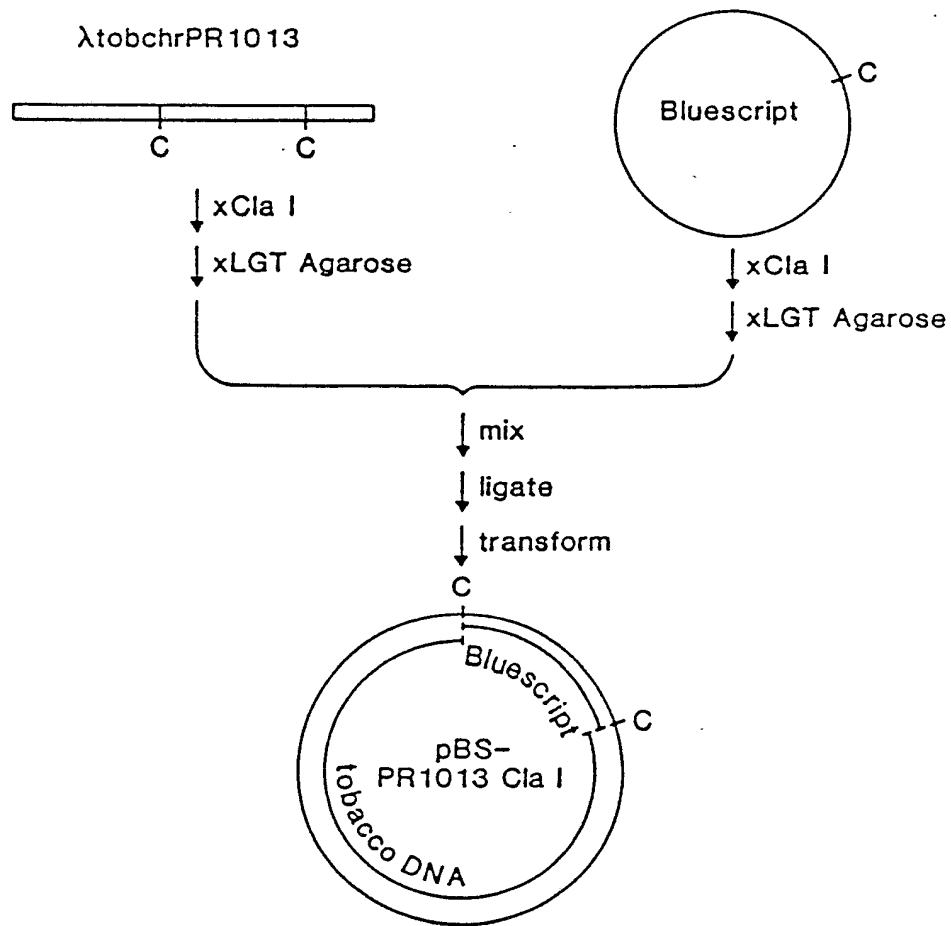 λtobchrPR1013
C
C
xCla I
xLGT Agarose
Bluescript
C
xCla I
xLGT Agarose
mix
ligate
transform
C
Bluescript
C
pBS-
PR1013 Cla I
tobacco DNA